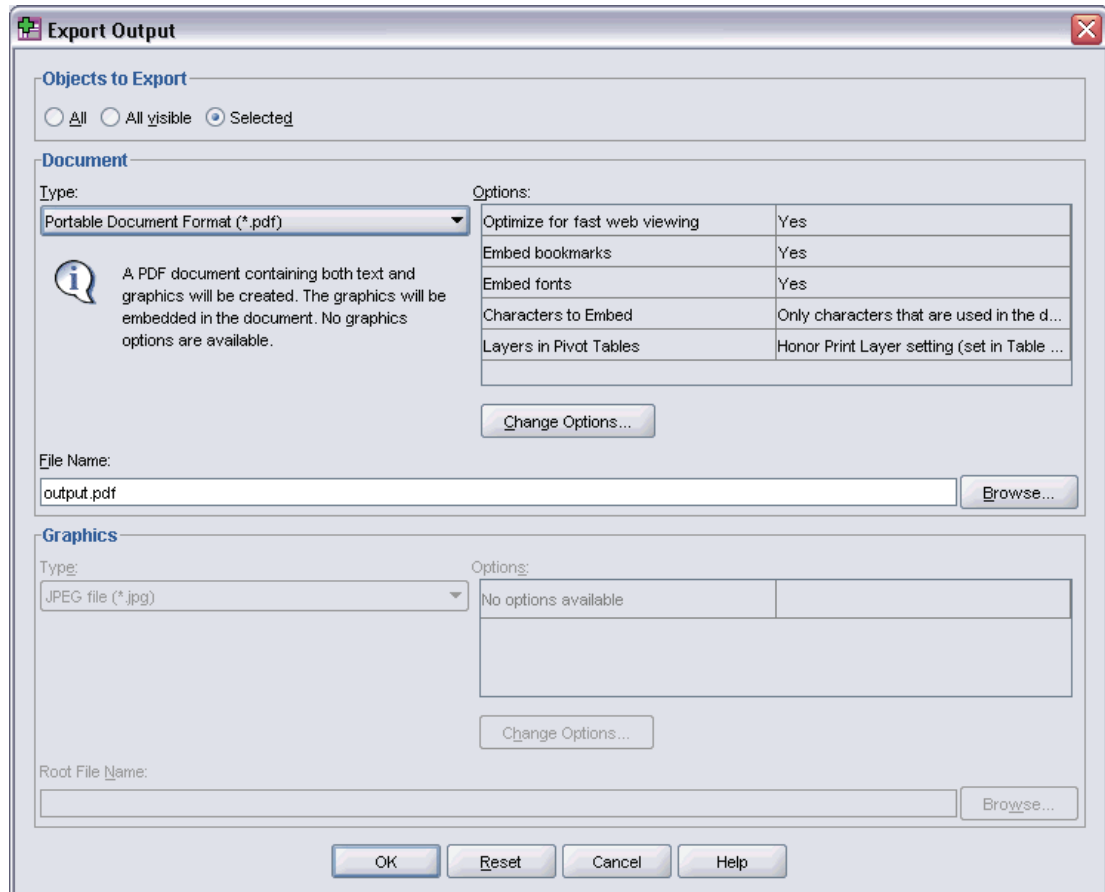 Export Output
Objects to Export
All All visible Selected
Document
Type:
Options:
Portable Document Format (*.pdf)
Optimize for fast web viewing Yes
Embed bookmarks Yes
Embed fonts Yes
Characters to Embed Only characters that are used in the d...
Layers in Pivot Tables Honor Print Layer setting (set in Table ...
A PDF document containing both text and
graphics will be created. The graphics will be
embedded in the document. No graphics
options are available.
Change Options...
File Name:
output.pdf
Browse...
Graphics
Type:
Options:
JPEG file (*.jpg)
No options available
Change Options...
Root File Name:
Browse...
OK Reset Cancel Help